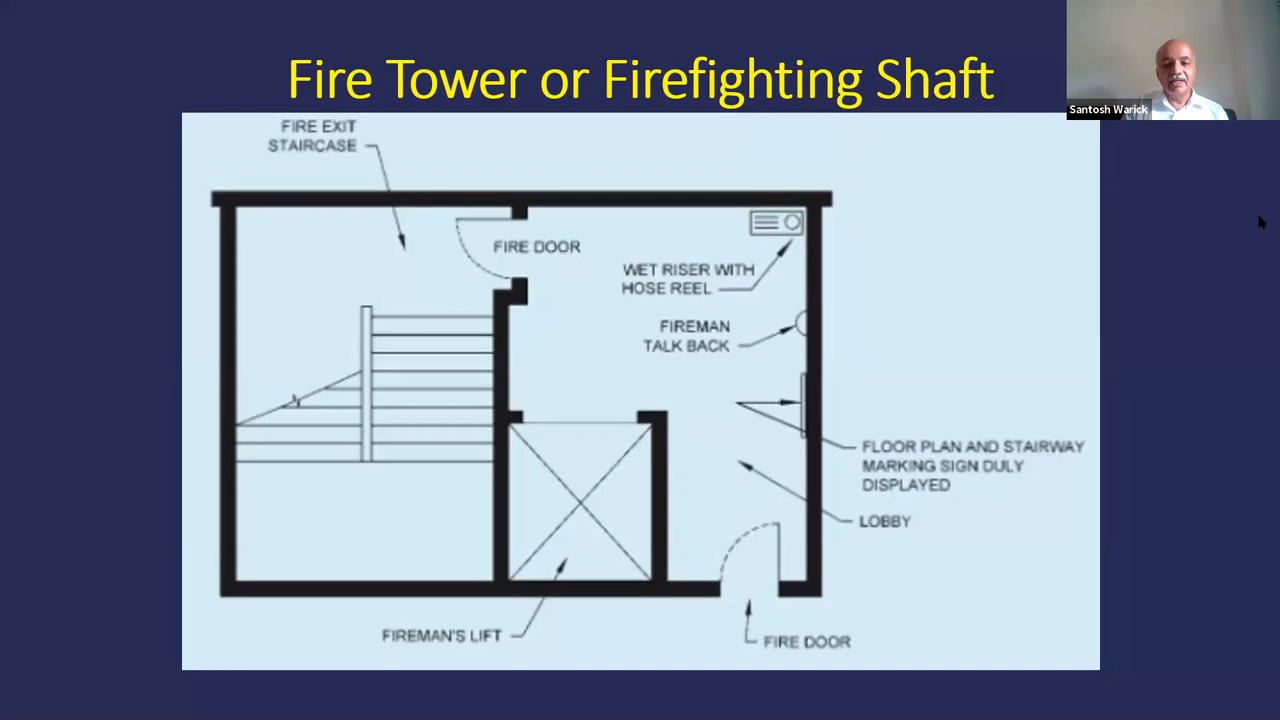 Fire Tower or Firefighting Shaft
Santosh Warick
FIRE EXIT
STAIRCASE
FIRE DOOR
WET RISER WITH
HOSE REEL
FIREMAN
TALK BACK
FLOOR PLAN AND STAIRWAY
MARKING SIGN DULY
DISPLAYED
LOBBY
FIREMAN'S LIFT
FIRE DOOR